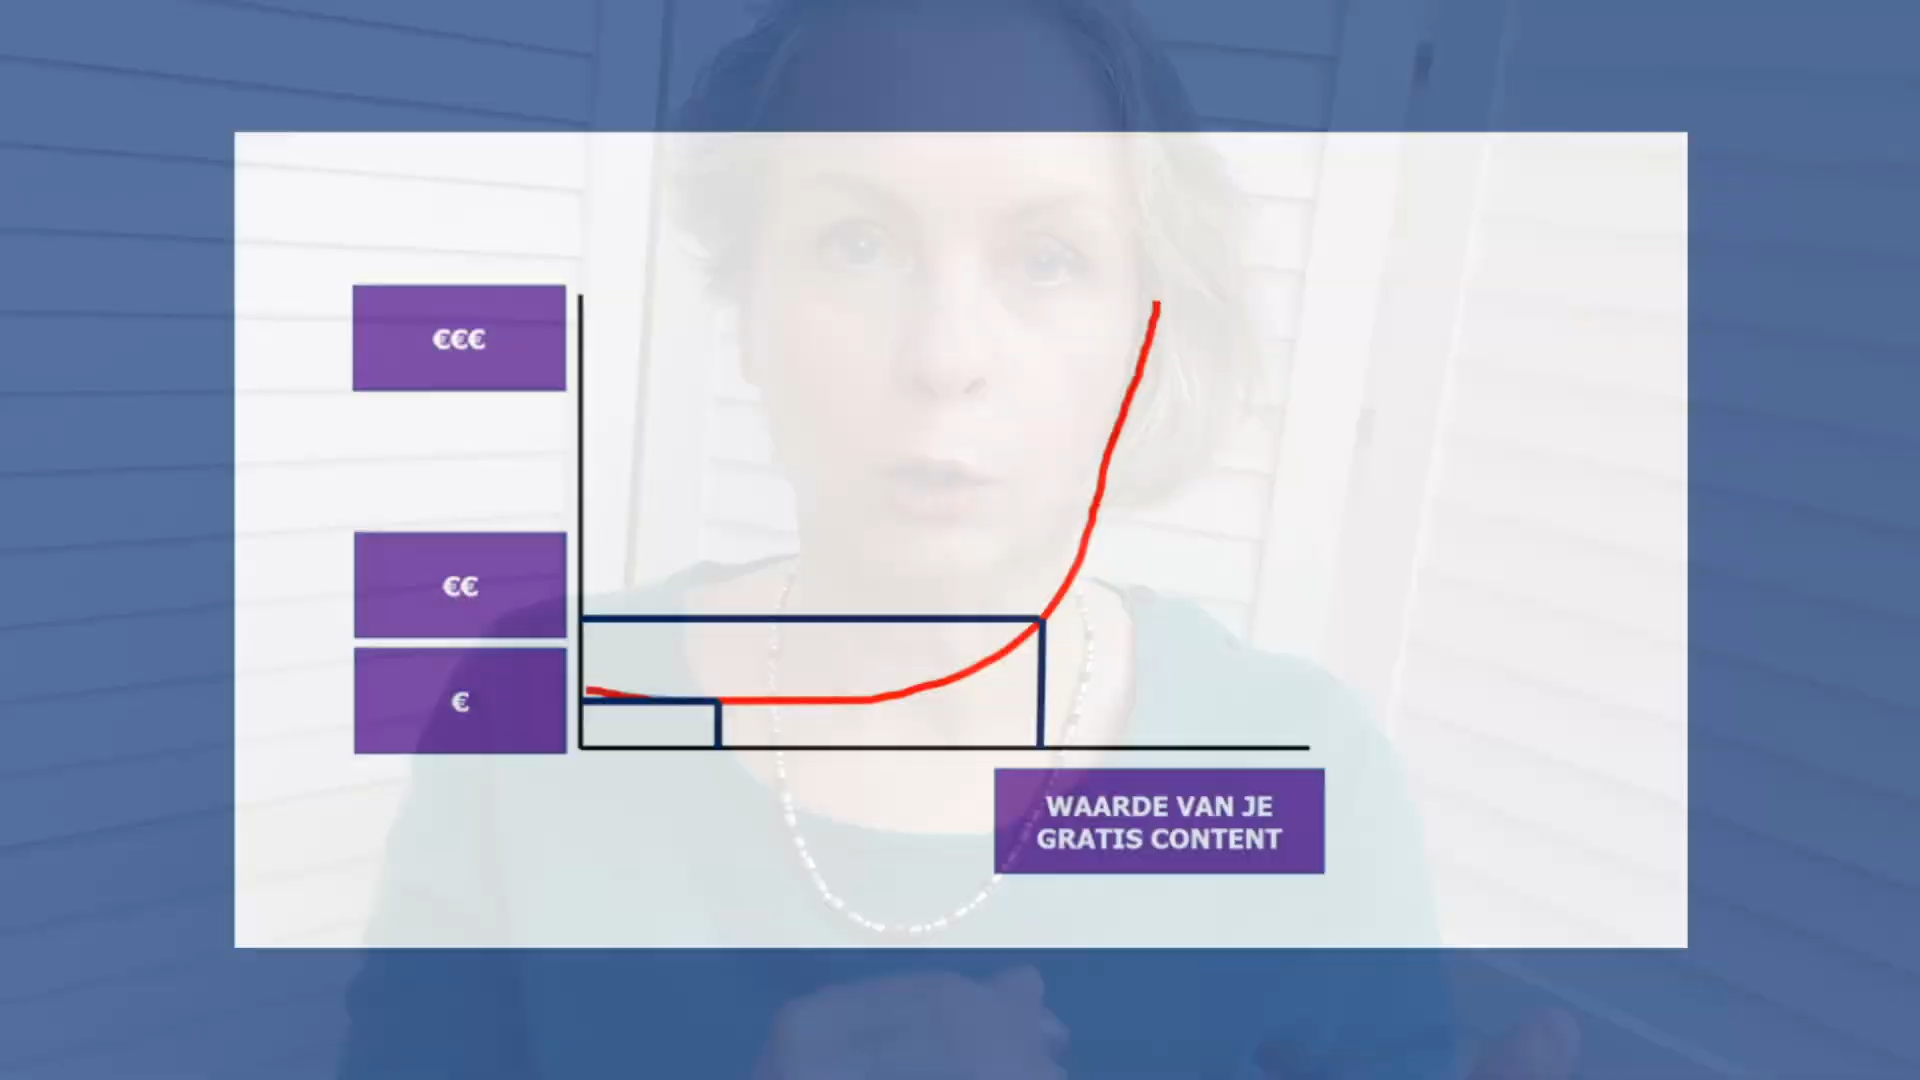 €€€
€€
€
WAARDE VAN JE
GRATIS CONTENT